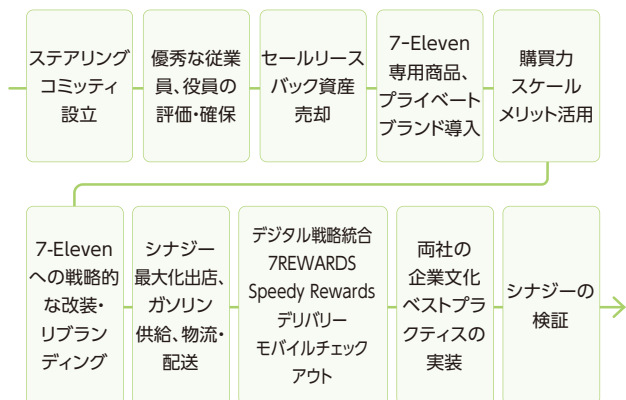 ステアリング
コミッティ
設立
優秀な従業
員、役員の
評価・確保
セールリース
バック資産
売却
7-Eleven
専用商品、
プライベート
ブランド導入
購買力
スケール
メリット活用
7-Eleven
への戦略的
な改装・
リブラン
ディング
シナジー
最大化出店、
ガソリン
供給、物流・
配送
デジタル戦略統合
7REWARDS
Speedy Rewards
デリバリー
モバイルチェック
アウト
両社の
企業文化
ベストプラ
クティスの
実装
シナジーの
検証